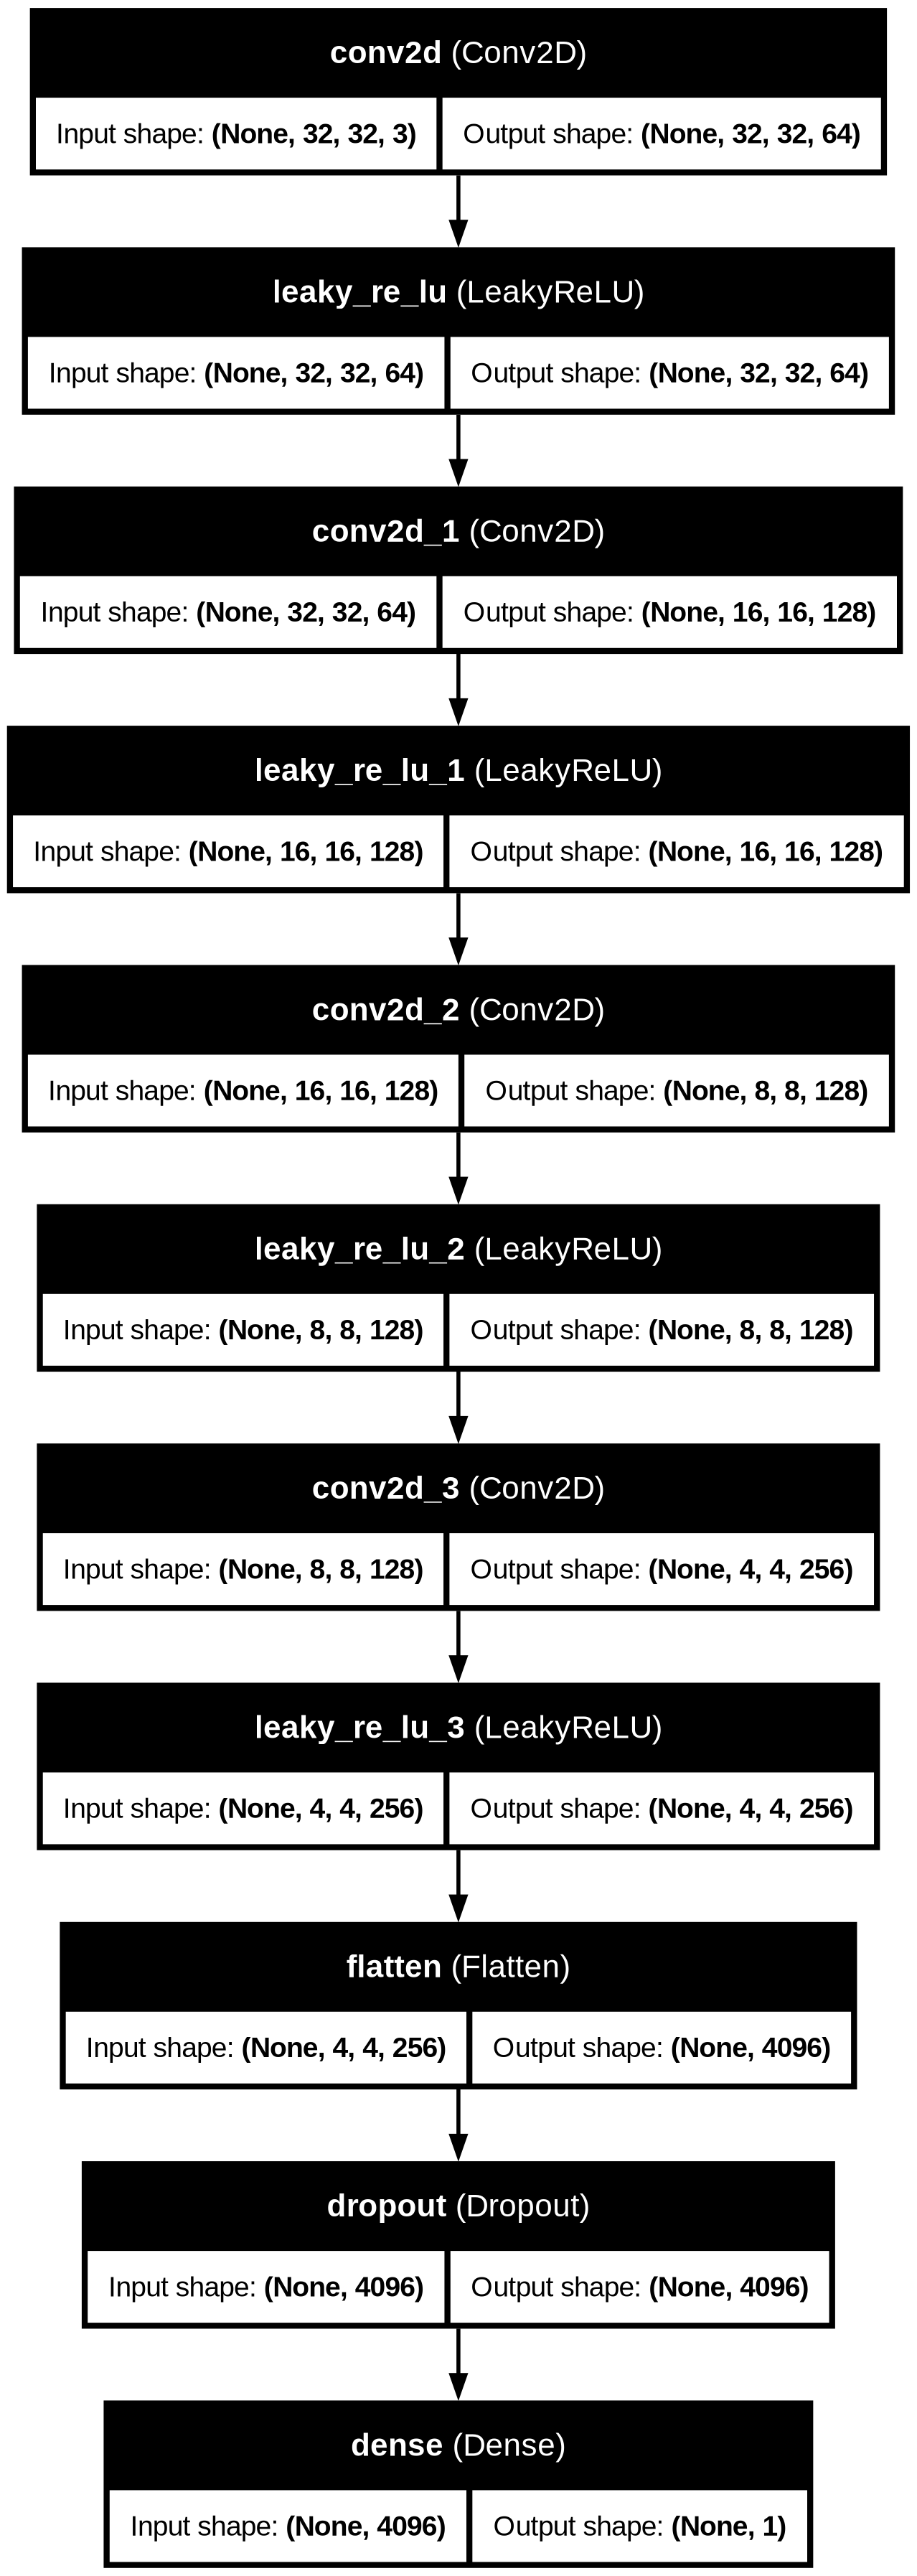 conv2d (Conv2D)
Input shape: (None, 32, 32, 3) Output shape: (None, 32, 32, 64)
leaky_re_lu (LeakyReLU)
Input shape: (None, 32, 32, 64) Output shape: (None, 32, 32, 64)
conv2d_1 (Conv2D)
Input shape: (None, 32, 32, 64) Output shape: (None, 16, 16, 128)
leaky_re_lu_1 (LeakyReLU)
Input shape: (None, 16, 16, 128) Output shape: (None, 16, 16, 128)
conv2d_2 (Conv2D)
Input shape: (None, 16, 16, 128) Output shape: (None, 8, 8, 128)
leaky_re_lu_2 (LeakyReLU)
Input shape: (None, 8, 8, 128) Output shape: (None, 8, 8, 128)
conv2d_3 (Conv2D)
Input shape: (None, 8, 8, 128) Output shape: (None, 4, 4, 256)
leaky_re_lu_3 (LeakyReLU)
Input shape: (None, 4, 4, 256) Output shape: (None, 4, 4, 256)
flatten (Flatten)
Input shape: (None, 4, 4, 256) Output shape: (None, 4096)
dropout (Dropout)
Input shape: (None, 4096) Output shape: (None, 4096)
dense (Dense)
Input shape: (None, 4096) Output shape: (None, 1)